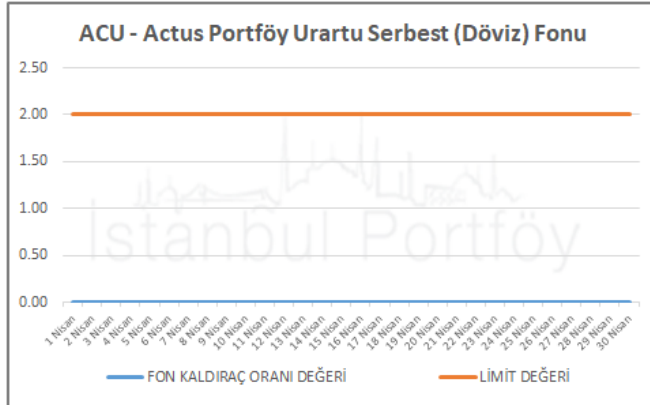 ACU - Actus Portföy Urartu Serbest (Döviz) Fonu
2.50
2.00
1.50
1.00
0.50
0.00
İstanbul Portföy
1 Nisan
2 Nisan
3 Nisan
4 Nisan
5 Nisan
6 Nisan
7 Nisan
8 Nisan
9 Nisan
10 Nisan
11 Nisan
12 Nisan
13 Nisan
14 Nisan
15 Nisan
16 Nisan
17 Nisan
18 Nisan
19 Nisan
20 Nisan
21 Nisan
22 Nisan
23 Nisan
24 Nisan
25 Nisan
26 Nisan
27 Nisan
28 Nisan
29 Nisan
30 Nisan
FON KALDIRAÇ ORANI DEĞERİ
LİMİT DEĞERİ